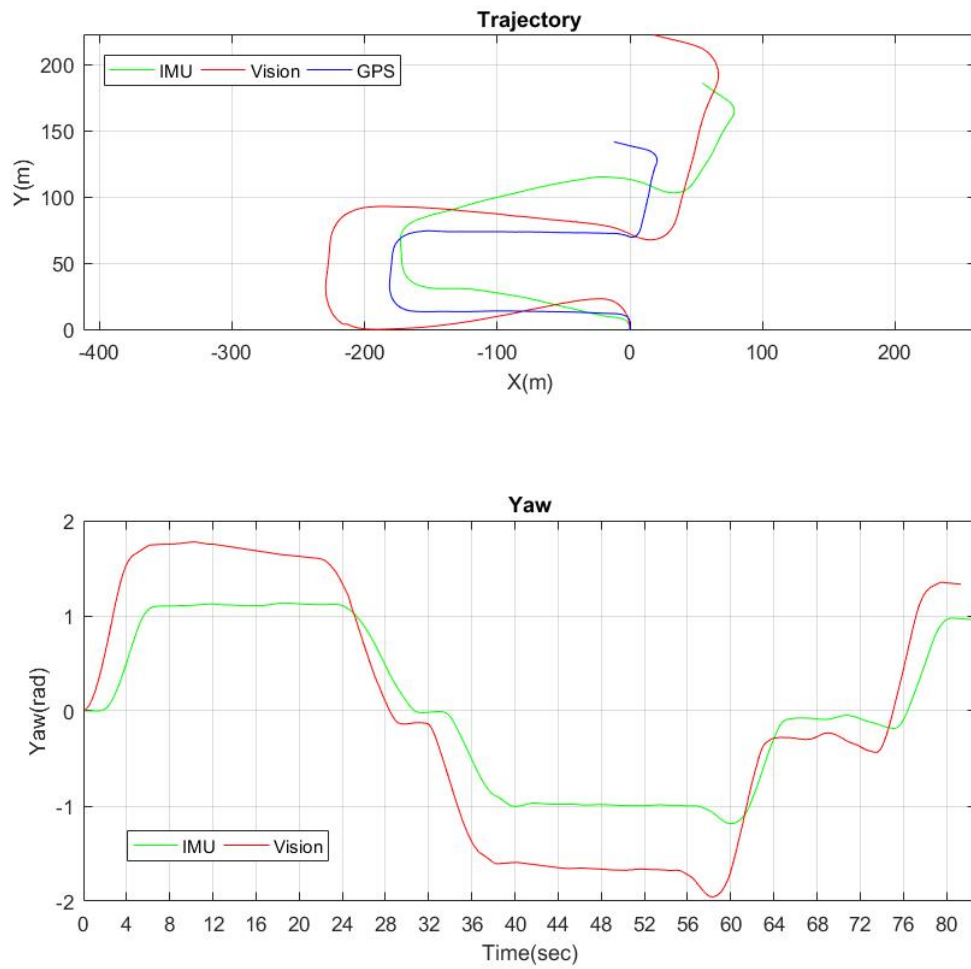 Trajectory
IMU Vision GPS
200
150
100
50
0
Y(m)
-400 -300 -200 -100 0 100 200
X(m)
Yaw
2
1
0
-1
-2
Yaw(rad)
IMU Vision
0 4 8 12 16 20 24 28 32 36 40 44 48 52 56 60 64 68 72 76 80
Time(sec)